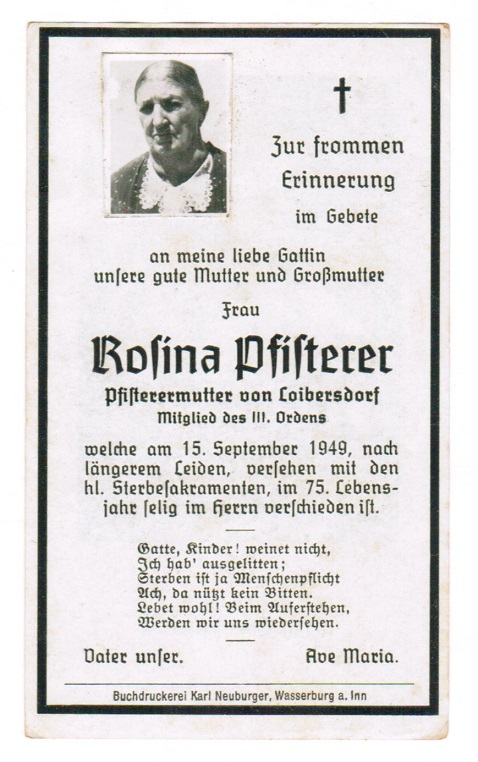 Zur frommen
Erinnerung
im Gebete
an meine liebe Gattin
unsere gute Mutter und Großmutter
Frau
Rosina Pfisterer
Pfisterermutter von Loibersdorf
Mitglied des III. Ordens
welche am 15. September 1949, nach
längerem Leiden, versehen mit den
hl. Sterbesakramenten, im 75. Lebens-
jahr selig im Herrn verschieden ist.
Gatte, Kinder! weinet nicht,
Ich hab' ausgelitten;
Sterben ist ja Menschenpflicht
Ach, da nützt kein Bitten.
Lebet wohl! Beim Auferstehen,
Werden wir uns wiedersehen.
Vater unser. Ave Maria.
Buchdruckerei Karl Neuburger, Wasserburg a. Inn